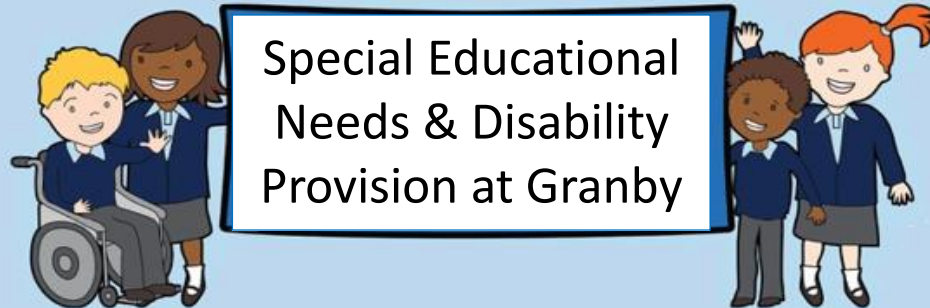 Special Educational
Needs & Disability
Provision at Granby